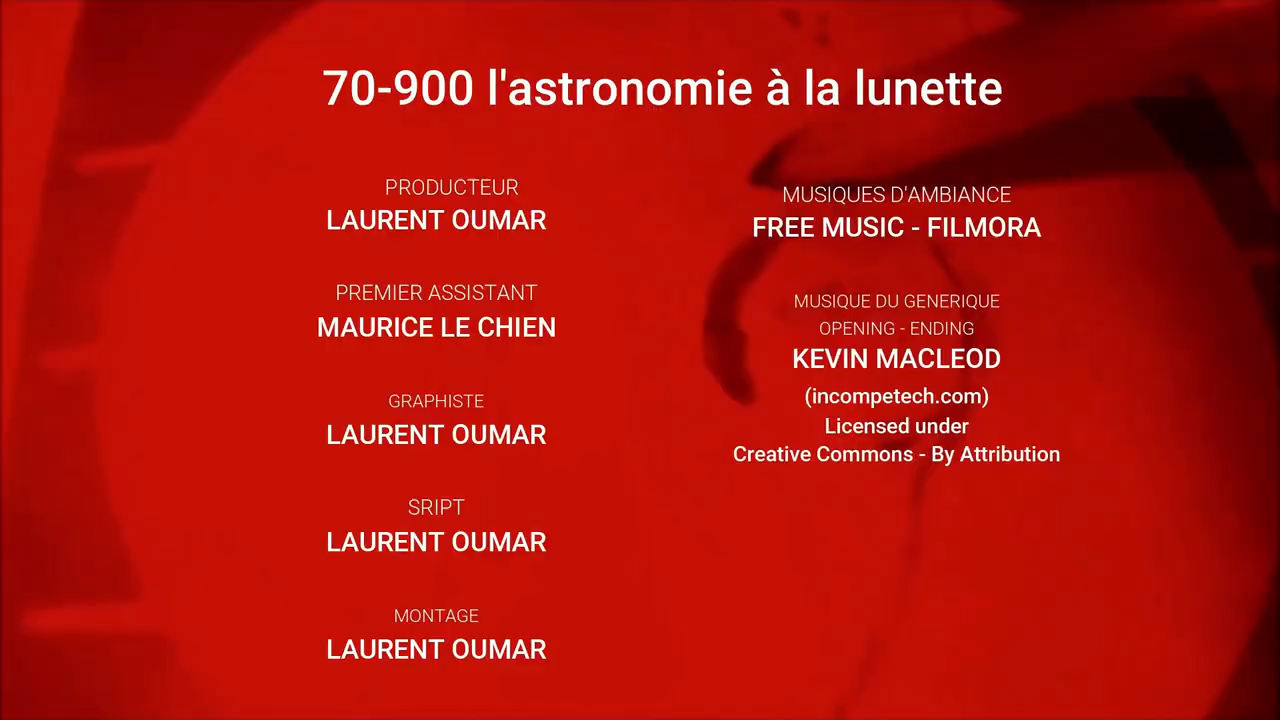 70-900 l'astronomie à la lunette
PRODUCTEUR
LAURENT OUMAR
PREMIER ASSISTANT
MAURICE LE CHIEN
GRAPHISTE
LAURENT OUMAR
SRIPT
LAURENT OUMAR
MONTAGE
LAURENT OUMAR
MUSIQUES D'AMBIANCE
FREE MUSIC - FILMORA
MUSIQUE DU GENERIQUE
OPENING - ENDING
KEVIN MACLEOD
(incompetech.com)
Licensed under
Creative Commons - By Attribution